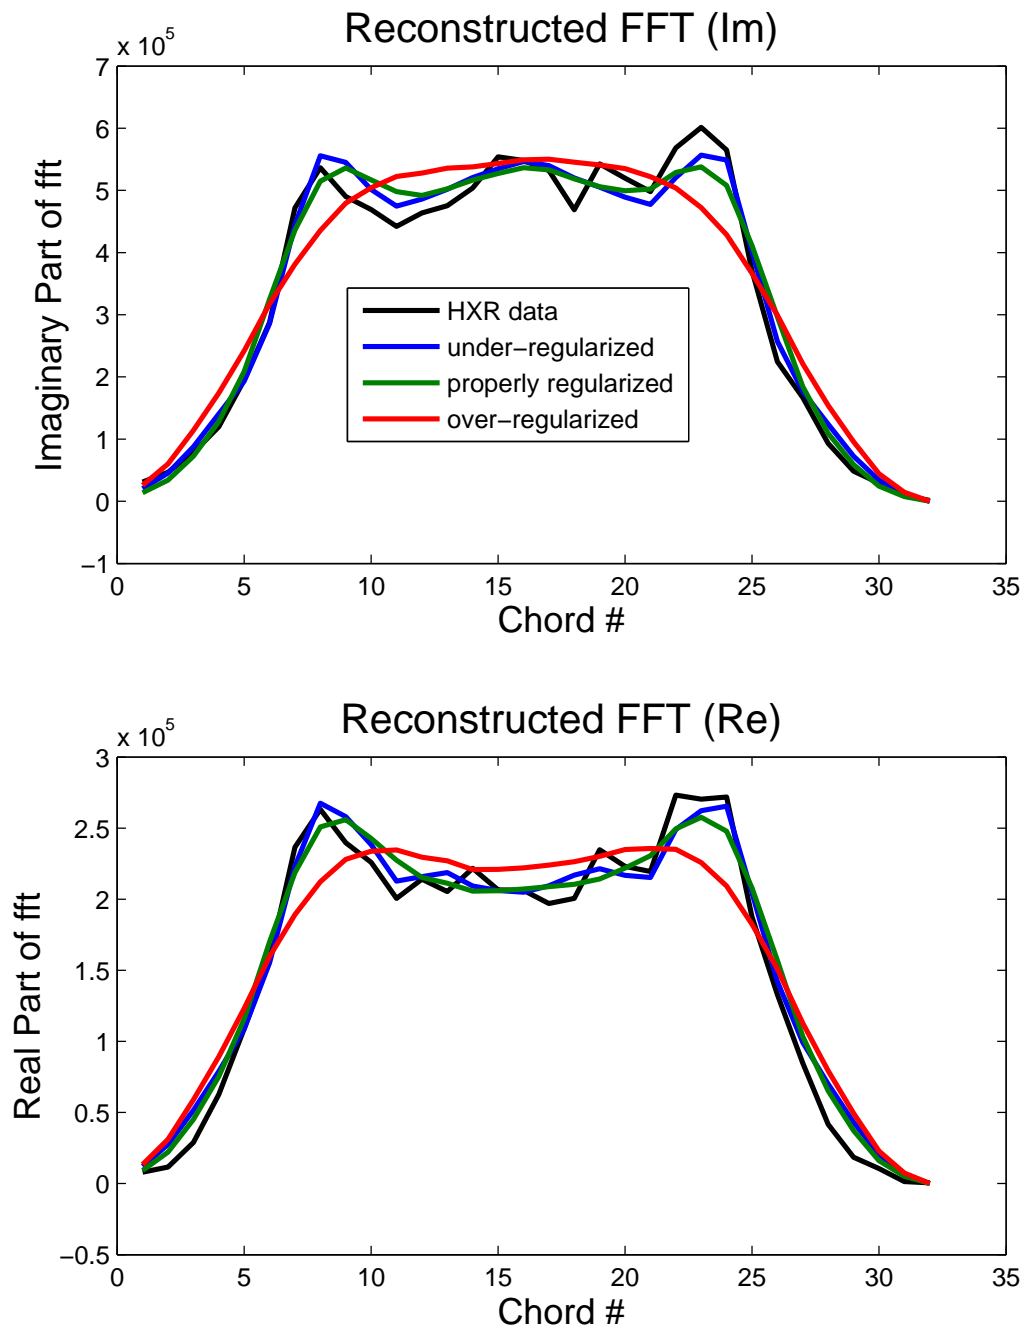 Reconstructed FFT (Im)
x 10^5
7
6
5
4
3
2
1
0
−1
Imaginary Part of fft
HXR data
under−regularized
properly regularized
over−regularized
0 5 10 15 20 25 30 35
Chord #
Reconstructed FFT (Re)
x 10^5
3
2.5
2
1.5
1
0.5
0
−0.5
Real Part of fft
0 5 10 15 20 25 30 35
Chord #